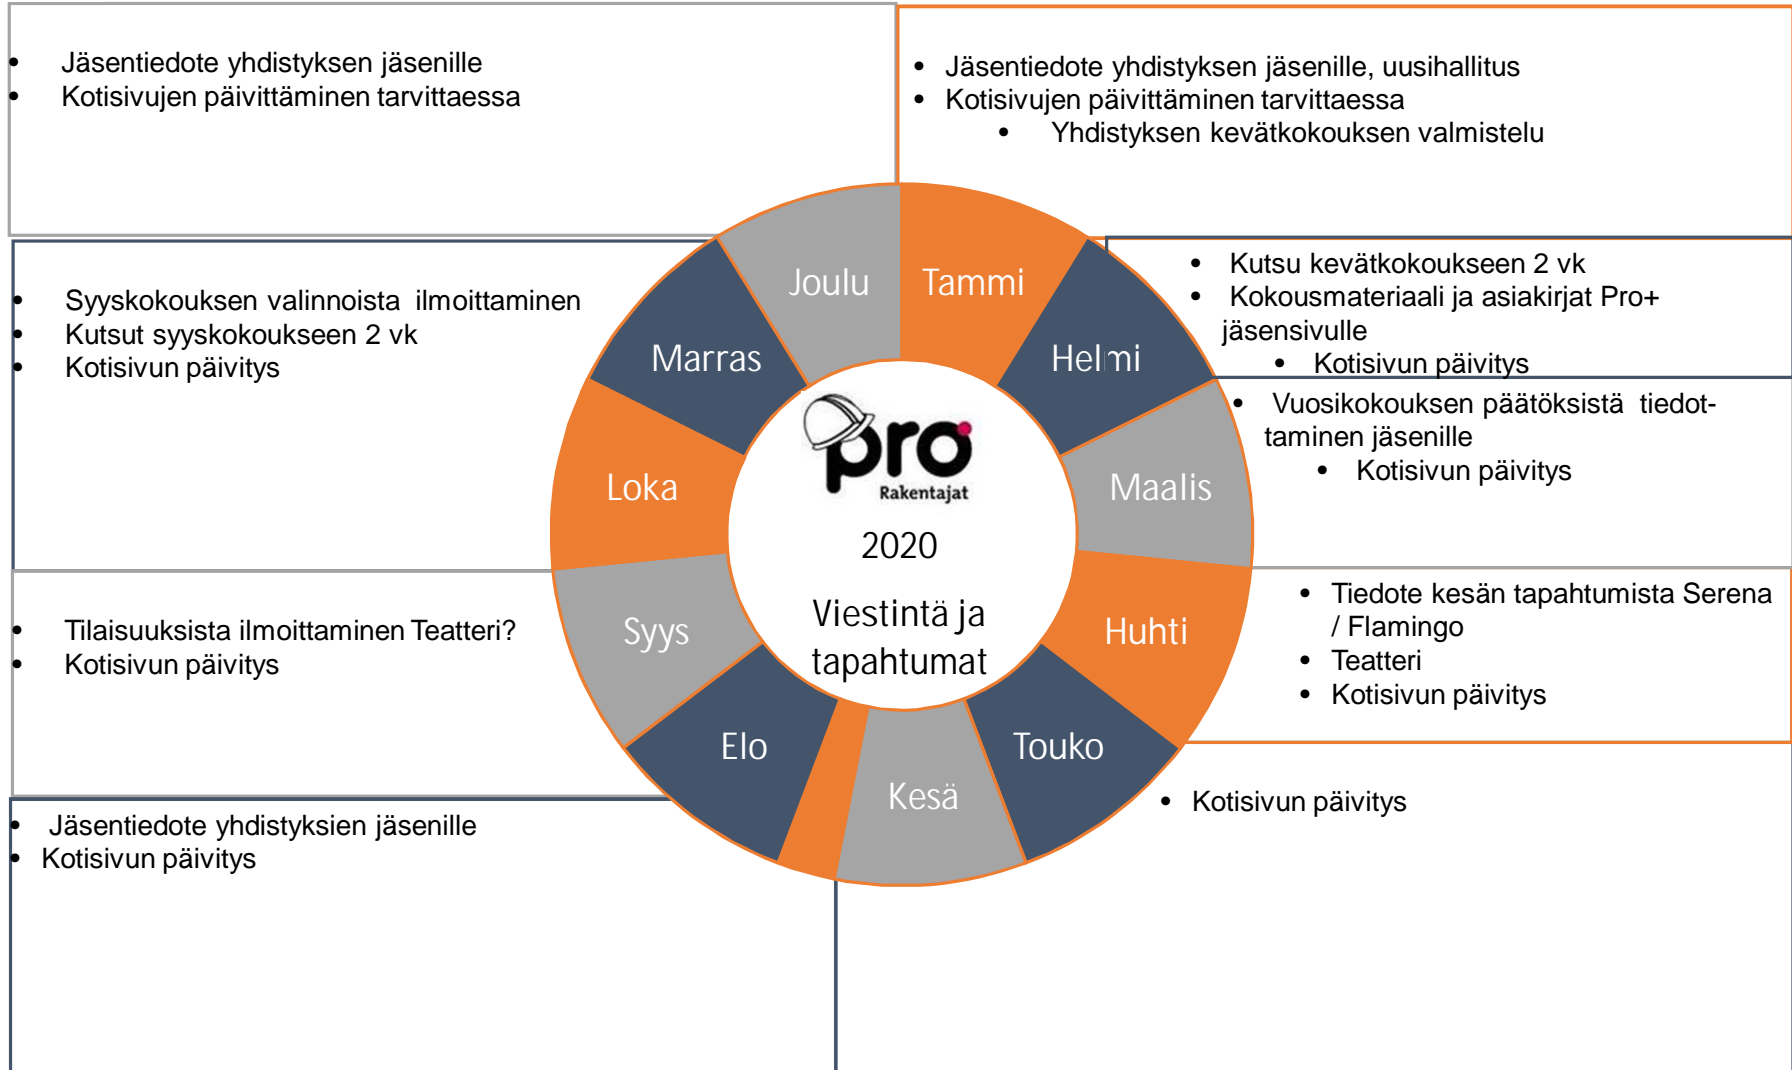 • Jäsentiedote yhdistyksen jäsenille
• Kotisivujen päivittäminen tarvittaessa
• Jäsentiedote yhdistyksen jäsenille, uusihallitus
• Kotisivujen päivittäminen tarvittaessa
• Yhdistyksen kevätkokouksen valmistelu
• Syyskokouksen valinnoista ilmoittaminen
• Kutsut syyskokoukseen 2 vk
• Kotisivun päivitys
• Kutsu kevätkokoukseen 2 vk
• Kokousmateriaali ja asiakirjat Pro+
jäsensivulle
• Kotisivun päivitys
• Vuosikokouksen päätöksistä tiedot-
taminen jäsenille
• Kotisivun päivitys
• Tilaisuuksista ilmoittaminen Teatteri?
• Kotisivun päivitys
• Tiedote kesän tapahtumista Serena
/ Flamingo
• Teatteri
• Kotisivun päivitys
• Jäsentiedote yhdistyksien jäsenille
• Kotisivun päivitys
• Kotisivun päivitys
Joulu
Tammi
Marras
Helmi
Loka
Maalis
Syys
Huhti
Elo
Touko
Kesä
pro
Rakentajat
2020
Viestintä ja
tapahtumat